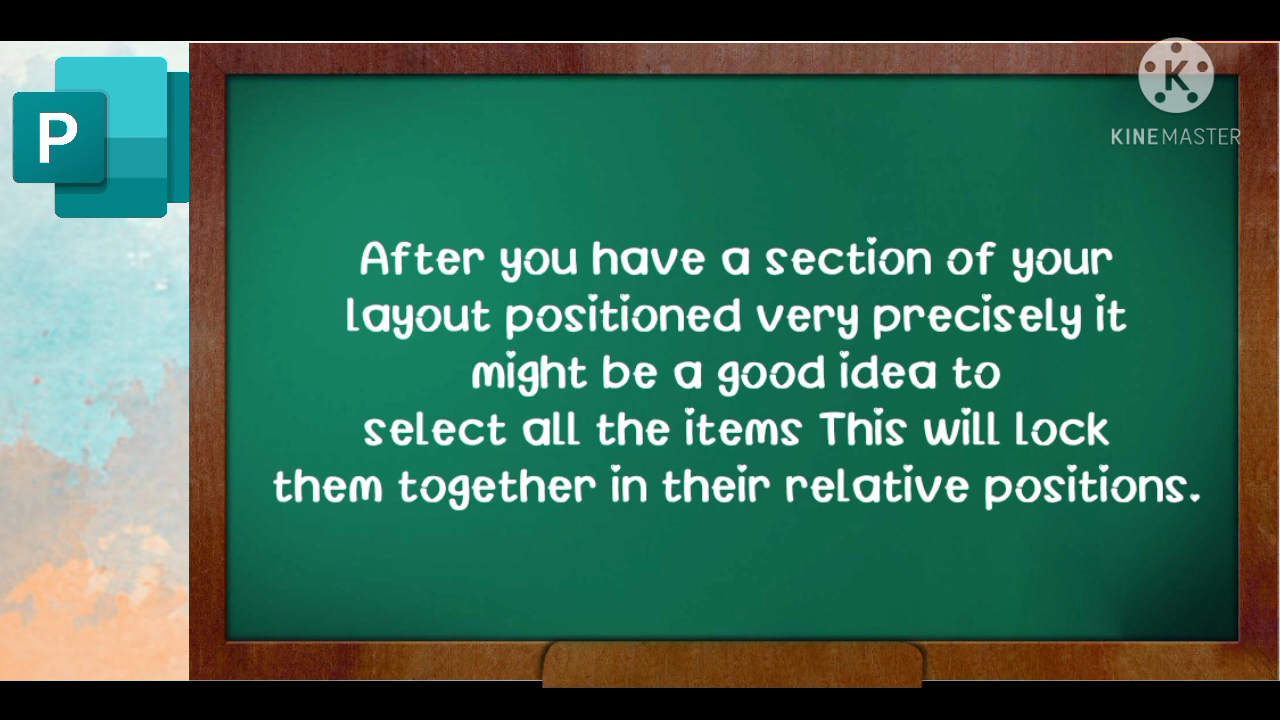 P
K
KINEMASTER
After you have a section of your
layout positioned very precisely it
might be a good idea to
select all the items This will lock
them together in their relative positions.